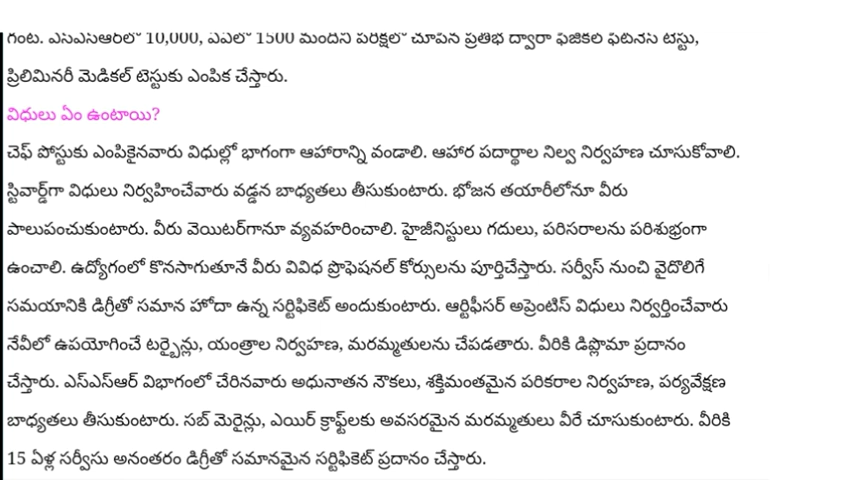 గంట. ఎస్ఎస్ఆర్‌లో 10,000, ఎఎలో 1500 మందిని పరీక్షలో చూపిన ప్రతిభ ద్వారా ఫిజికల్ ఫిట్‌నెస్ టెస్టు,
ప్రిలిమినరీ మెడికల్ టెస్టుకు ఎంపిక చేస్తారు.
విధులు ఏం ఉంటాయి?
చెఫ్ పోస్టుకు ఎంపికైనవారు విధుల్లో భాగంగా ఆహారాన్ని వండాలి. ఆహార పదార్థాల నిల్వ నిర్వహణ చూసుకోవాలి.
స్టివార్డ్‌గా విధులు నిర్వహించేవారు వడ్డన బాధ్యతలు తీసుకుంటారు. భోజన తయారీలోనూ వీరు
పాలుపంచుకుంటారు. వీరు వెయిటర్‌గానూ వ్యవహరించాలి. హైజీనిస్టులు గదులు, పరిసరాలను పరిశుభ్రంగా
ఉంచాలి. ఉద్యోగంలో కొనసాగుతూనే వీరు వివిధ ప్రొఫెషనల్ కోర్సులను పూర్తిచేస్తారు. సర్వీస్ నుంచి వైదొలిగే
సమయానికి డిగ్రీతో సమాన హోదా ఉన్న సర్టిఫికెట్ అందుకుంటారు. ఆర్టిఫీసర్ అప్రెంటిస్ విధులు నిర్వర్తించేవారు
నేవీలో ఉపయోగించే టర్బైన్లు, యంత్రాల నిర్వహణ, మరమ్మతులను చేపడతారు. వీరికి డిప్లొమా ప్రదానం
చేస్తారు. ఎస్ఎస్ఆర్ విభాగంలో చేరినవారు అధునాతన నౌకలు, శక్తిమంతమైన పరికరాల నిర్వహణ, పర్యవేక్షణ
బాధ్యతలు తీసుకుంటారు. సబ్ మెరైన్లు, ఎయిర్ క్రాఫ్ట్‌లకు అవసరమైన మరమ్మతులు వీరే చూసుకుంటారు. వీరికి
15 ఏళ్ల సర్వీసు అనంతరం డిగ్రీతో సమానమైన సర్టిఫికెట్ ప్రదానం చేస్తారు.